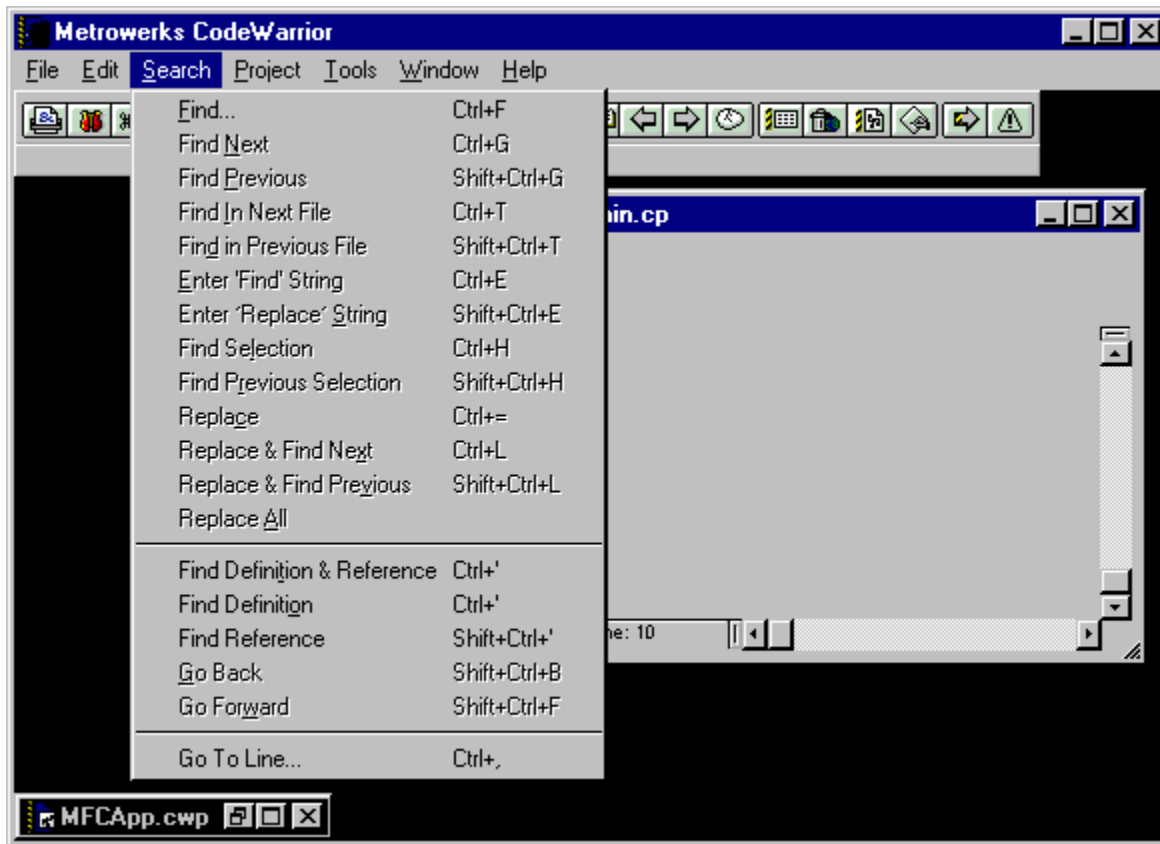 Metrowerks CodeWarrior
File Edit Search Project Tools Window Help
Find... Ctrl+F
Find Next Ctrl+G
Find Previous Shift+Ctrl+G
Find In Next File Ctrl+T
Find in Previous File Shift+Ctrl+T
Enter 'Find' String Ctrl+E
Enter ´Replace´ String Shift+Ctrl+E
Find Selection Ctrl+H
Find Previous Selection Shift+Ctrl+H
Replace Ctrl+=
Replace & Find Next Ctrl+L
Replace & Find Previous Shift+Ctrl+L
Replace All
Find Definition & Reference Ctrl+'
Find Definition Ctrl+'
Find Reference Shift+Ctrl+'
Go Back Shift+Ctrl+B
Go Forward Shift+Ctrl+F
Go To Line... Ctrl+,
in.cp
ne: 10
MFCApp.cwp